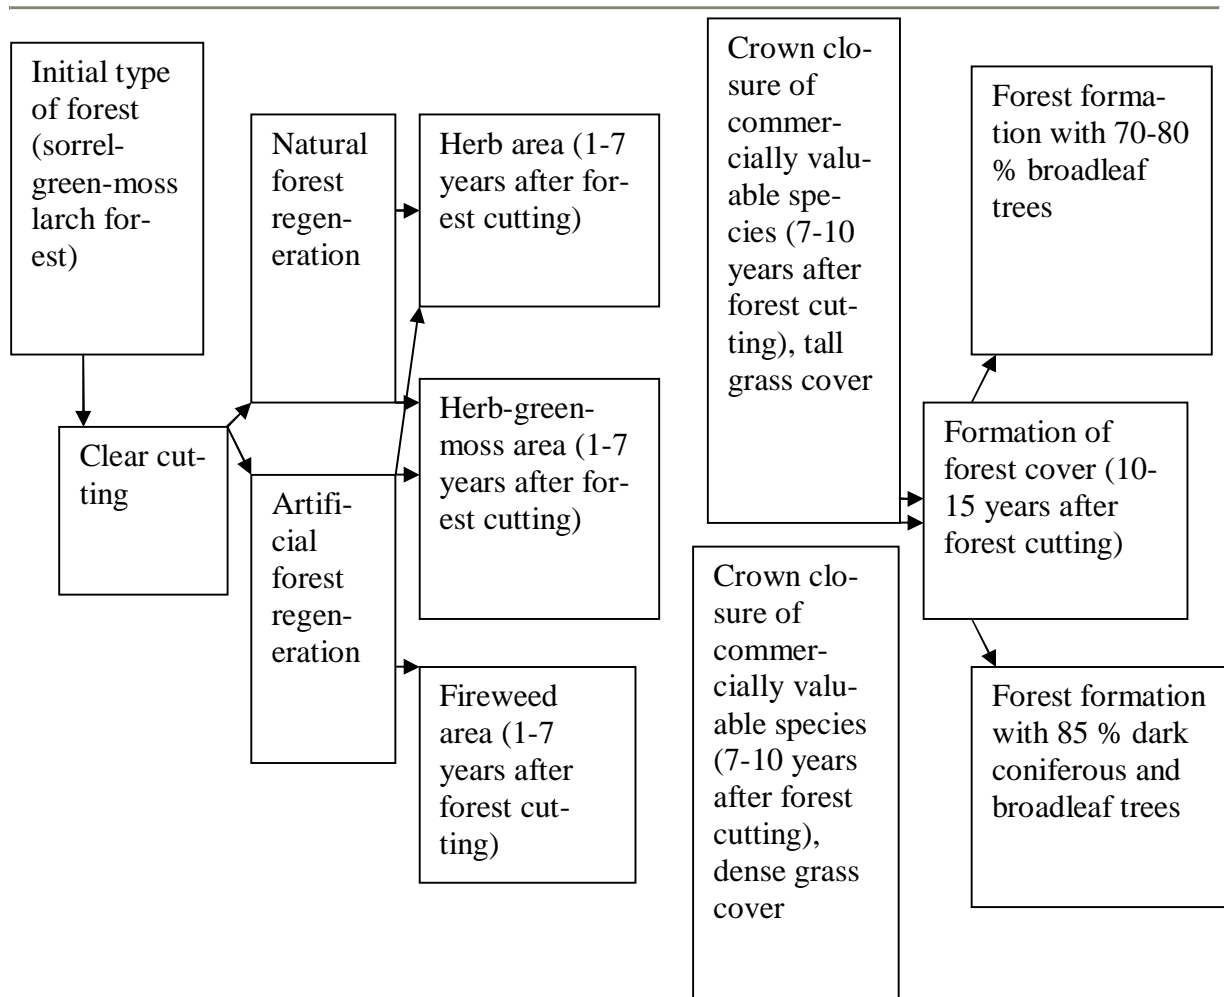 Initial type
of forest
(sorrel-
green-moss
larch for-
est)
Clear cut-
ting
Natural
forest
regen-
eration
Artifi-
cial
forest
regen-
eration
Herb area (1-7
years after for-
est cutting)
Herb-green-
moss area (1-
7 years after
for-
est cutting)
Fireweed
area (1-7
years after
forest cut-
ting)
Crown clo-
sure of
commer-
cially valu-
able spe-
cies (7-10
years after
forest cut-
ting), tall
grass cover
Crown clo-
sure of
commer-
cially valu-
able species
(7-10 years
after forest
cutting),
dense grass
cover
Formation of
forest cover (10-
15 years after
forest cutting)
Forest forma-
tion with 70-80
% broadleaf
trees
Forest formation
with 85 % dark
coniferous and
broadleaf trees